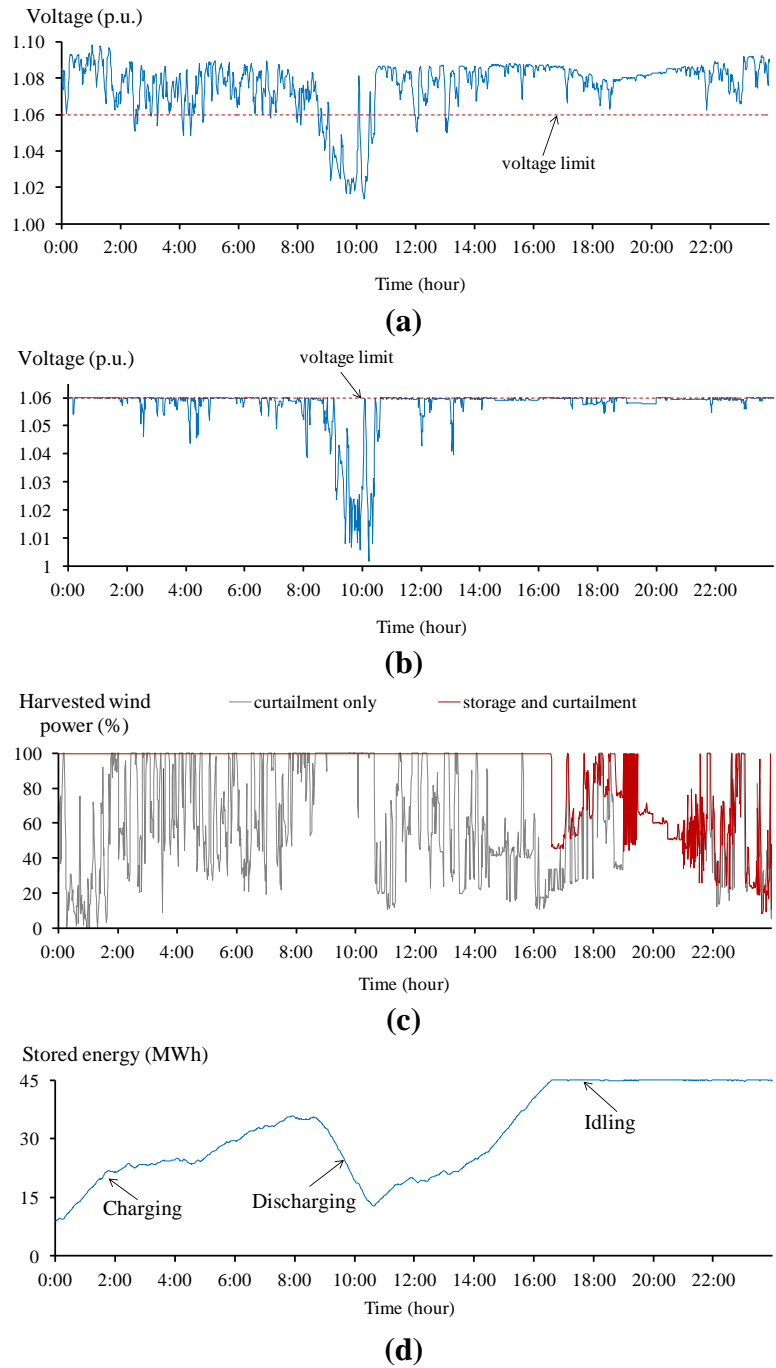 Voltage (p.u.)
1.10
1.08
1.06
1.04
1.02
1.00
voltage limit
0:00 2:00 4:00 6:00 8:00 10:00 12:00 14:00 16:00 18:00 20:00 22:00
Time (hour)
(a)
Voltage (p.u.)
voltage limit
1.06
1.05
1.04
1.03
1.02
1.01
1
0:00 2:00 4:00 6:00 8:00 10:00 12:00 14:00 16:00 18:00 20:00 22:00
Time (hour)
(b)
Harvested wind
power (%)
curtailment only
storage and curtailment
100
80
60
40
20
0
0:00 2:00 4:00 6:00 8:00 10:00 12:00 14:00 16:00 18:00 20:00 22:00
Time (hour)
(c)
Stored energy (MWh)
45
30
15
0
Charging
Discharging
Idling
0:00 2:00 4:00 6:00 8:00 10:00 12:00 14:00 16:00 18:00 20:00 22:00
Time (hour)
(d)